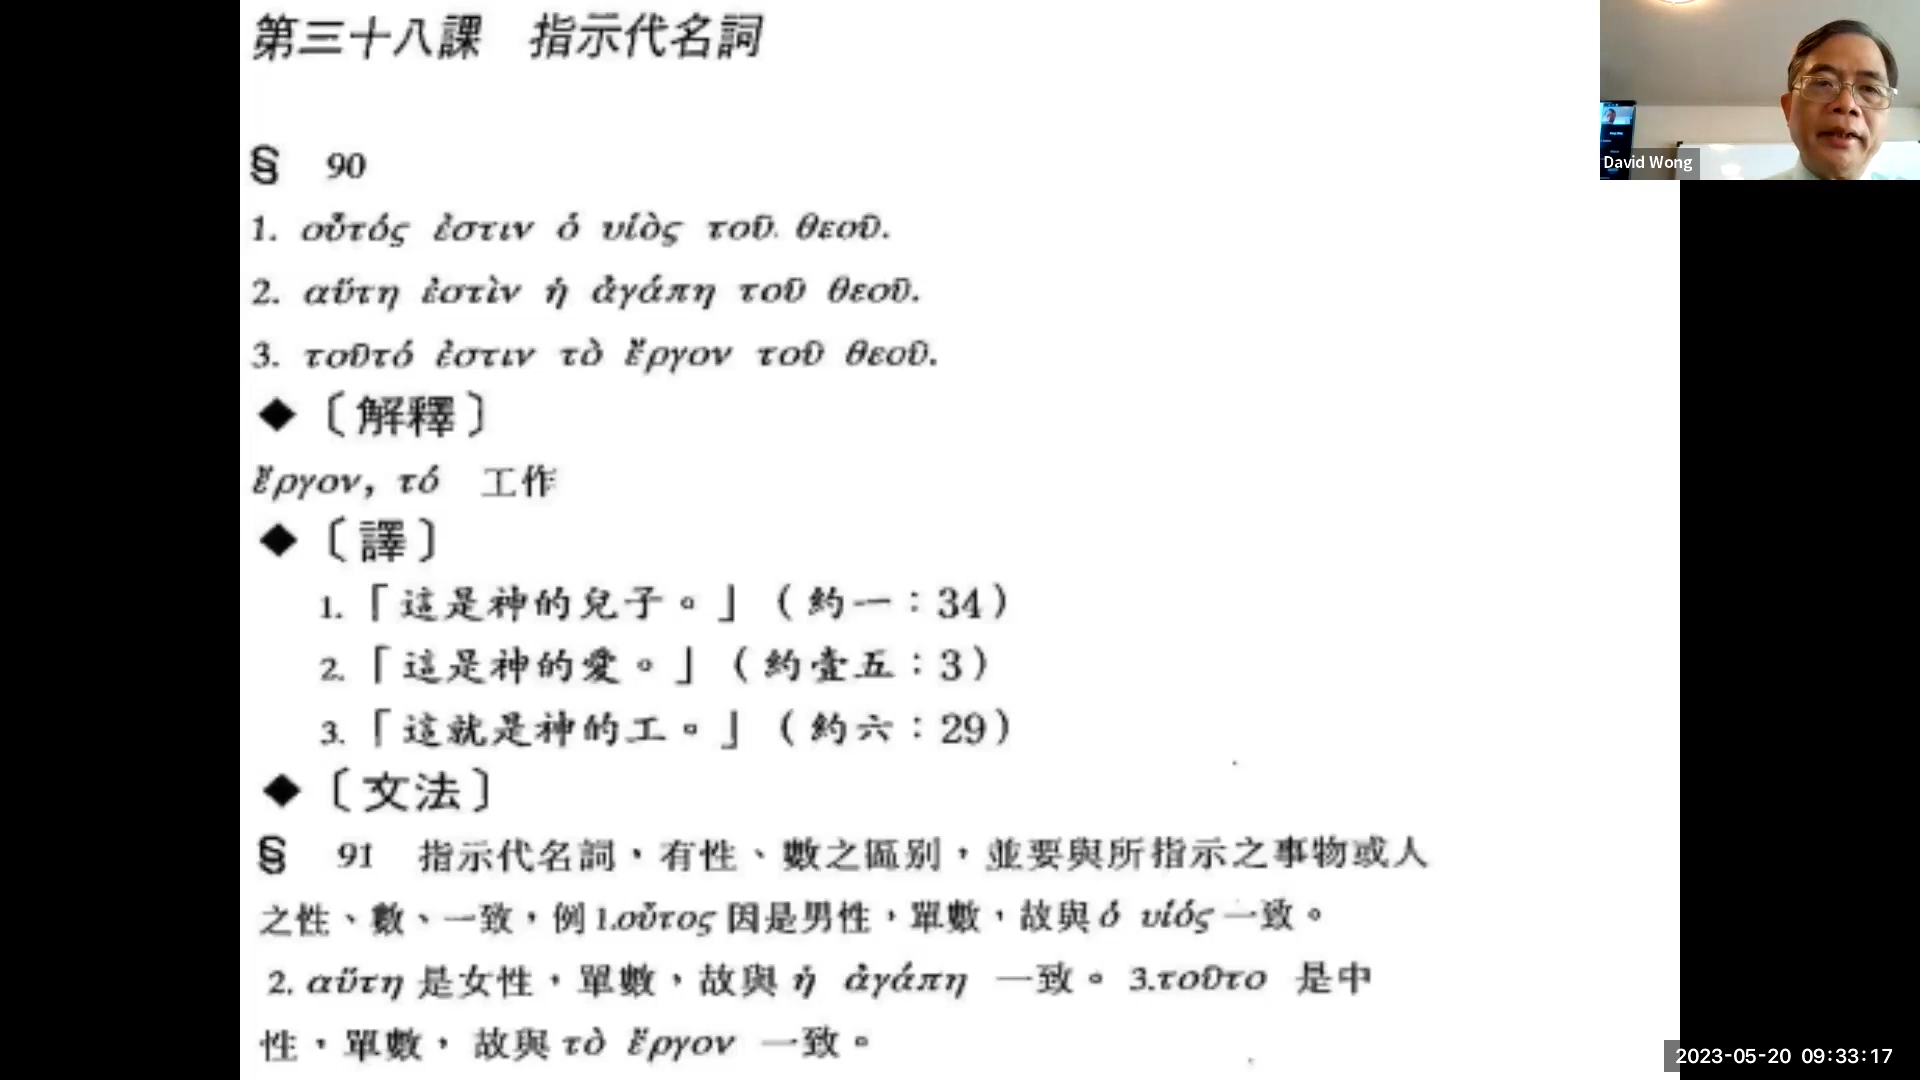 第三十八課 指示代名詞
§ 90
1. οὗτός ἐστιν ὁ υἱὸς τοῦ θεοῦ.
2. αὕτη ἐστὶν ἡ ἀγάπη τοῦ θεοῦ.
3. τοῦτό ἐστιν τὸ ἔργον τοῦ θεοῦ.
◆〔解釋〕
ἔργον, τό 工作
◆〔譯〕
1.「這是神的兒子。」（約一：34）
2.「這是神的愛。」（約壹五：3）
3.「這就是神的工。」（約六：29）
◆〔文法〕
§ 91 指示代名詞，有性、數之區別，並要與所指示之事物或人
之性、數、一致，例 1.οὗτος 因是男性，單數，故與 ὁ υἱός 一致。
2. αὕτη 是女性，單數，故與 ἡ ἀγάπη 一致。 3.τοῦτο 是中
性，單數， 故與 τὸ ἔργον 一致。
David Wong
2023-05-20 09:33:17